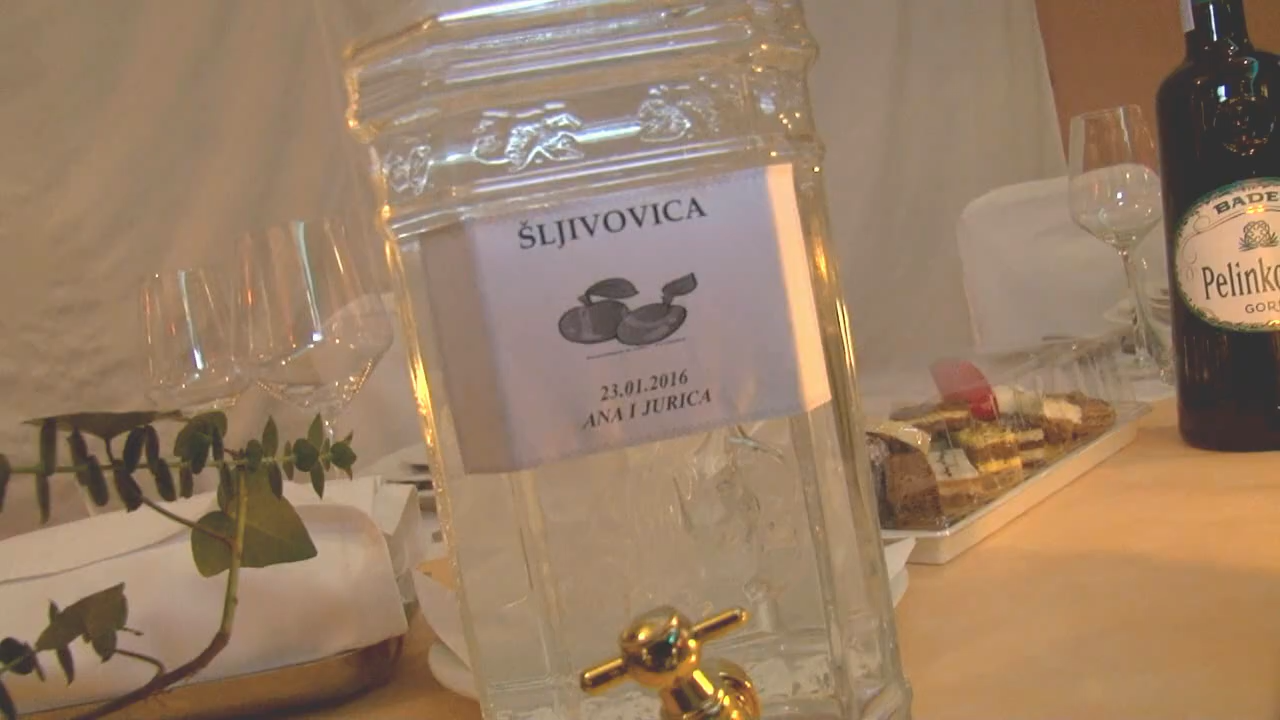 ŠLJIVOVICA
23.01.2016
ANA I JURICA
BADE
Pelinko
GOR